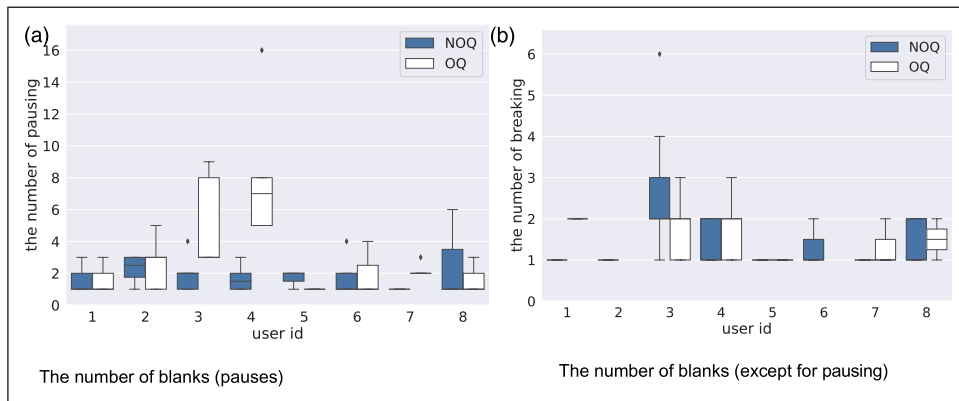 (a)
NOQ
OQ
the number of pausing
16
14
12
10
8
6
4
2
0
1 2 3 4 5 6 7 8
user id
The number of blanks (pauses)
(b)
NOQ
OQ
the number of breaking
6
5
4
3
2
1
0
1 2 3 4 5 6 7 8
user id
The number of blanks (except for pausing)